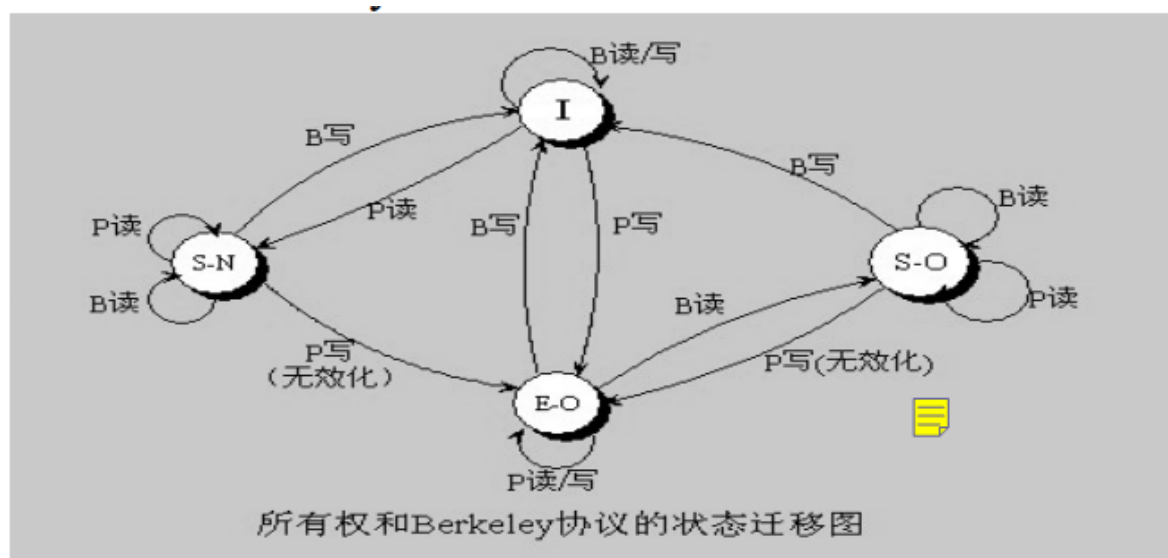 B读/写
I
B写
B写
P读
P读
B写
P写
B读
S-N
S-O
B读
B读
P读
P写
（无效化）
P写(无效化)
E-O
P读/写
所有权和Berkeley协议的状态迁移图